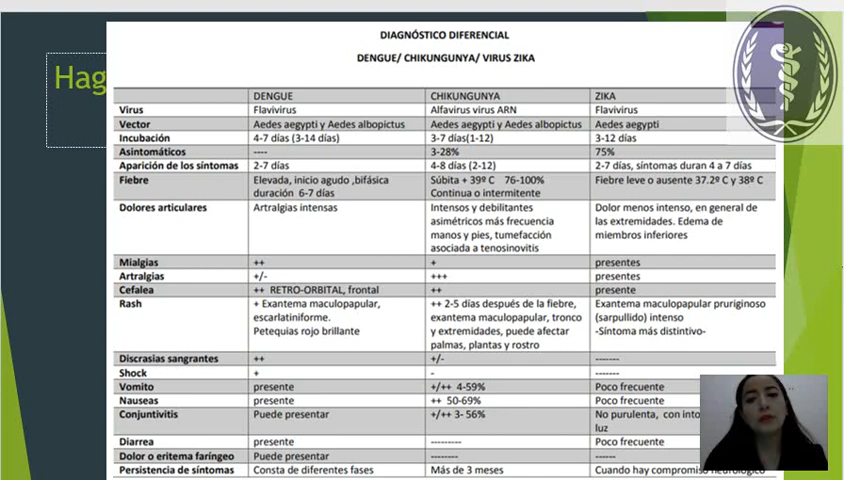 Hag
DIAGNÓSTICO DIFERENCIAL
DENGUE/ CHIKUNGUNYA/ VIRUS ZIKA
DENGUE CHIKUNGUNYA ZIKA
Virus Flavivirus Alfavirus virus ARN Flavivirus
Vector Aedes aegypti y Aedes albopictus Aedes aegypti y Aedes albopictus Aedes aegypti
Incubación 4-7 días (3-14 días) 3-7 días(1-12) 3-12 días
Asintomáticos ---- 3-28% 75%
Aparición de los síntomas 2-7 días 4-8 días (2-12) 2-7 días, síntomas duran 4 a 7 días
Fiebre Elevada, inicio agudo ,bifásica Súbita + 39º C 76-100% Fiebre leve o ausente 37.2º C y 38º C
duración 6-7 días Continua o intermitente
Dolores articulares Artralgias intensas Intensos y debilitantes Dolor menos intenso, en general de
asimétricos más frecuencia las extremidades. Edema de
manos y pies, tumefacción miembros inferiores
asociada a tenosinovitis
Mialgias ++ + presentes
Artralgias +/- +++ presentes
Cefalea ++ RETRO-ORBITAL, frontal ++ presente
Rash + Exantema maculopapular, ++ 2-5 días después de la fiebre, Exantema maculopapular pruriginoso
escarlatiniforme. exantema maculopapular, tronco (sarpullido) intenso
Petequias rojo brillante y extremidades, puede afectar -Síntoma más distintivo-
palmas, plantas y rostro
Discrasias sangrantes ++ +/- -------
Shock + - -------
Vomito presente +/++ 4-59% Poco frecuente
Nauseas presente ++ 50-69% Poco frecuente
Conjuntivitis Puede presentar +/++ 3- 56% No purulenta, con into
luz
Diarrea presente --------- Poco frecuente
Dolor o eritema faríngeo Puede presentar -------- ------
Persistencia de síntomas Consta de diferentes fases Más de 3 meses Cuando hay compromiso neurológico